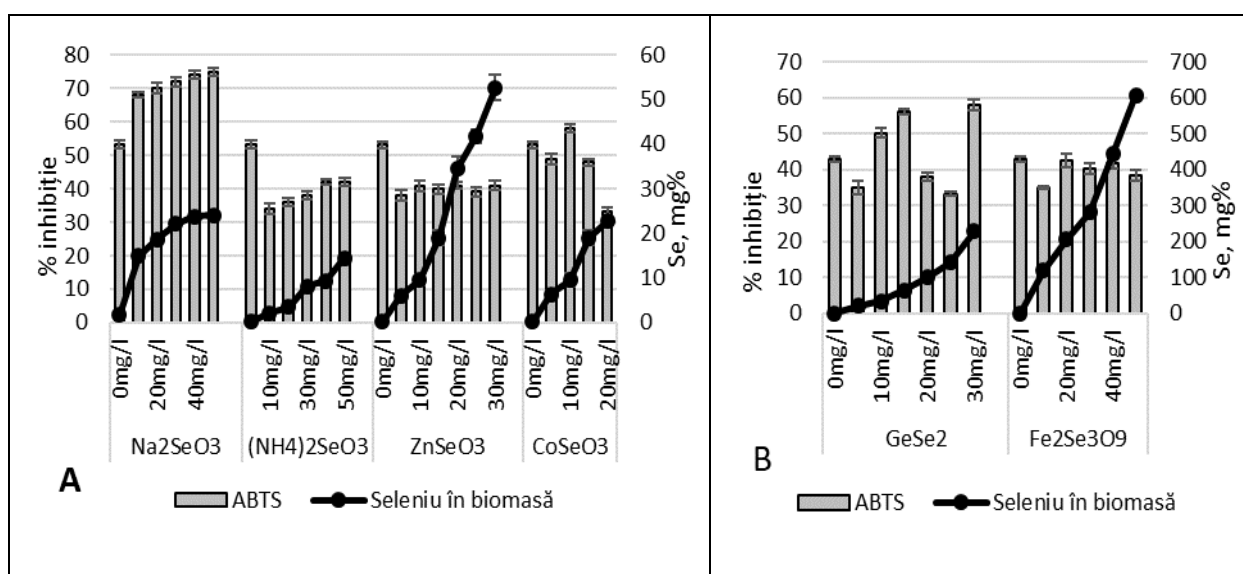 80
70
60
50
40
30
20
10
0
% inhibiție
60
50
40
30
20
10
0
Se, mg%
0mg/l
20mg/l
40mg/l
10mg/l
30mg/l
50mg/l
0mg/l
10mg/l
20mg/l
30mg/l
0mg/l
10mg/l
20mg/l
Na2SeO3
(NH4)2SeO3
ZnSeO3
CoSeO3
A
ABTS
Seleniu în biomasă
70
60
50
40
30
20
10
0
% inhibiție
700
600
500
400
300
200
100
0
Se, mg%
0mg/l
10mg/l
20mg/l
30mg/l
0mg/l
20mg/l
40mg/l
GeSe2
Fe2Se3O9
B
ABTS
Seleniu în biomasă